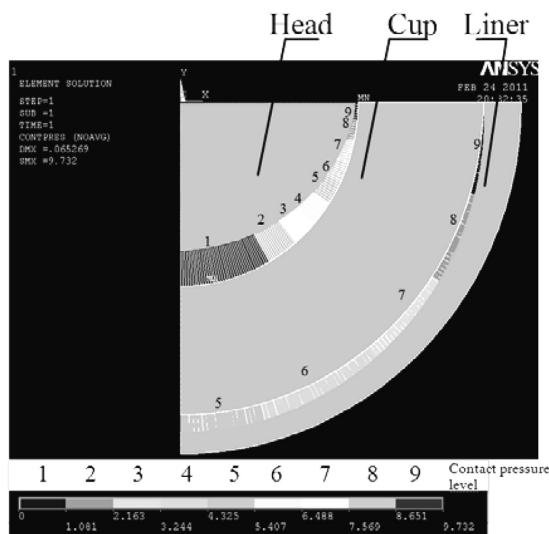 Head Cup Liner
1
ELEMENT SOLUTION
STEP=1
SUB =1
TIME=1
CONTPRES (NOAVG)
DMX =.065269
SMX =9.732
Y
X
MN
ANSYS
FEB 24 2011
20:32:35
9
8
7
6
5
4
3
2
1
9
8
7
6
5
1 2 3 4 5 6 7 8 9 Contact pressure
level
0 2.163 4.325 6.488 8.651
1.081 3.244 5.407 7.569 9.732